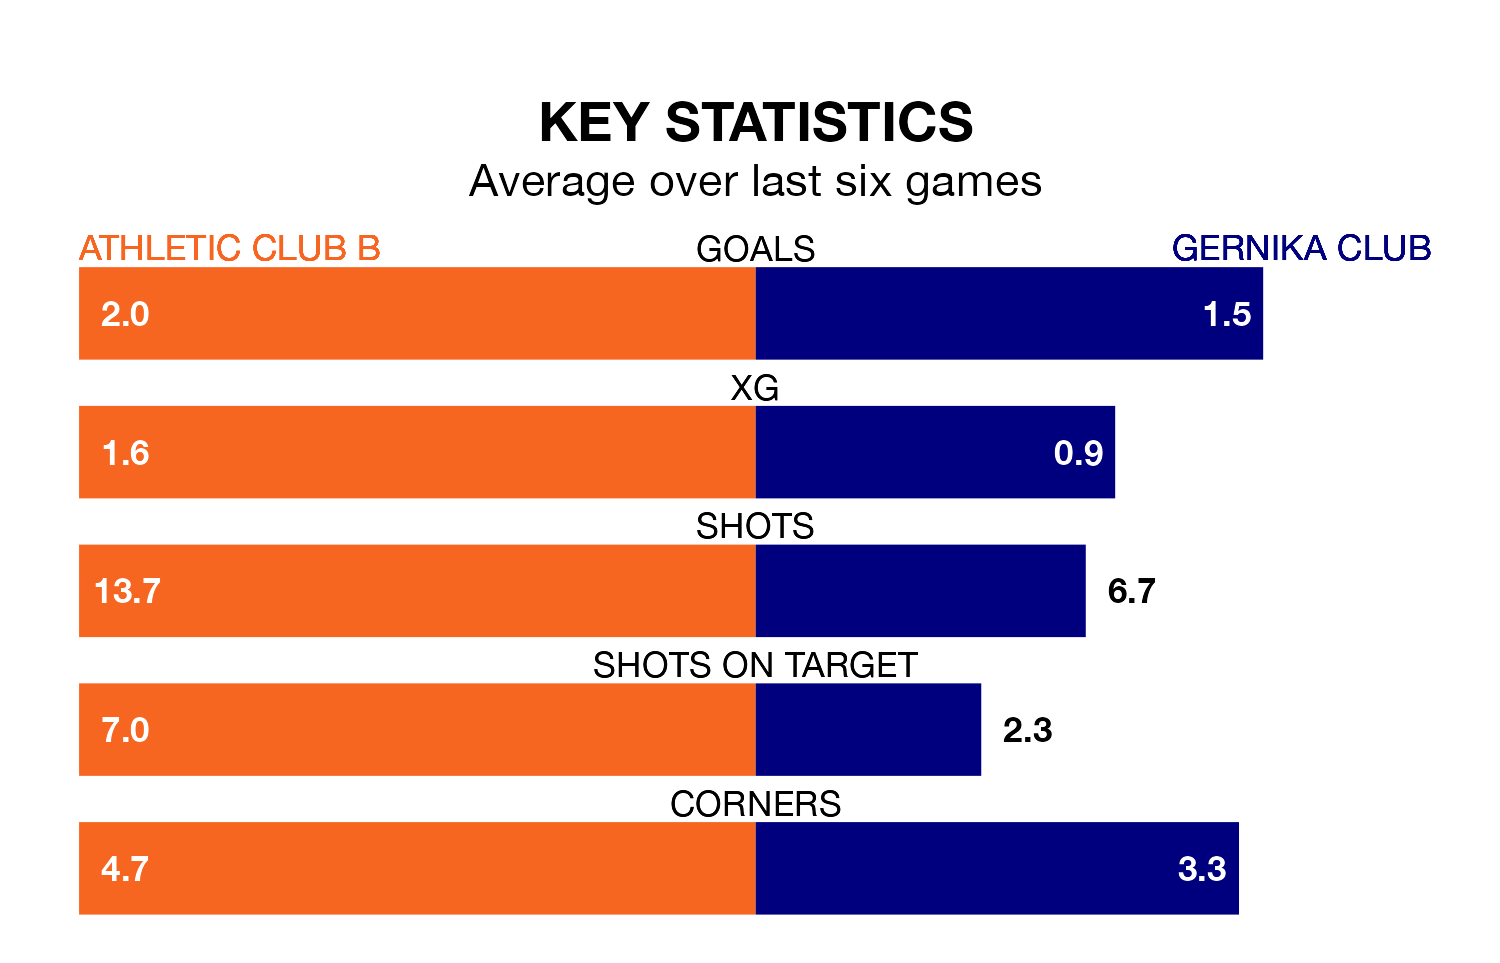 KEY STATISTICS
Average over last six games
ATHLETIC CLUB B GOALS GERNIKA CLUB
2.0 1.5
XG
1.6 0.9
SHOTS
13.7 6.7
SHOTS ON TARGET
7.0 2.3
CORNERS
4.7 3.3